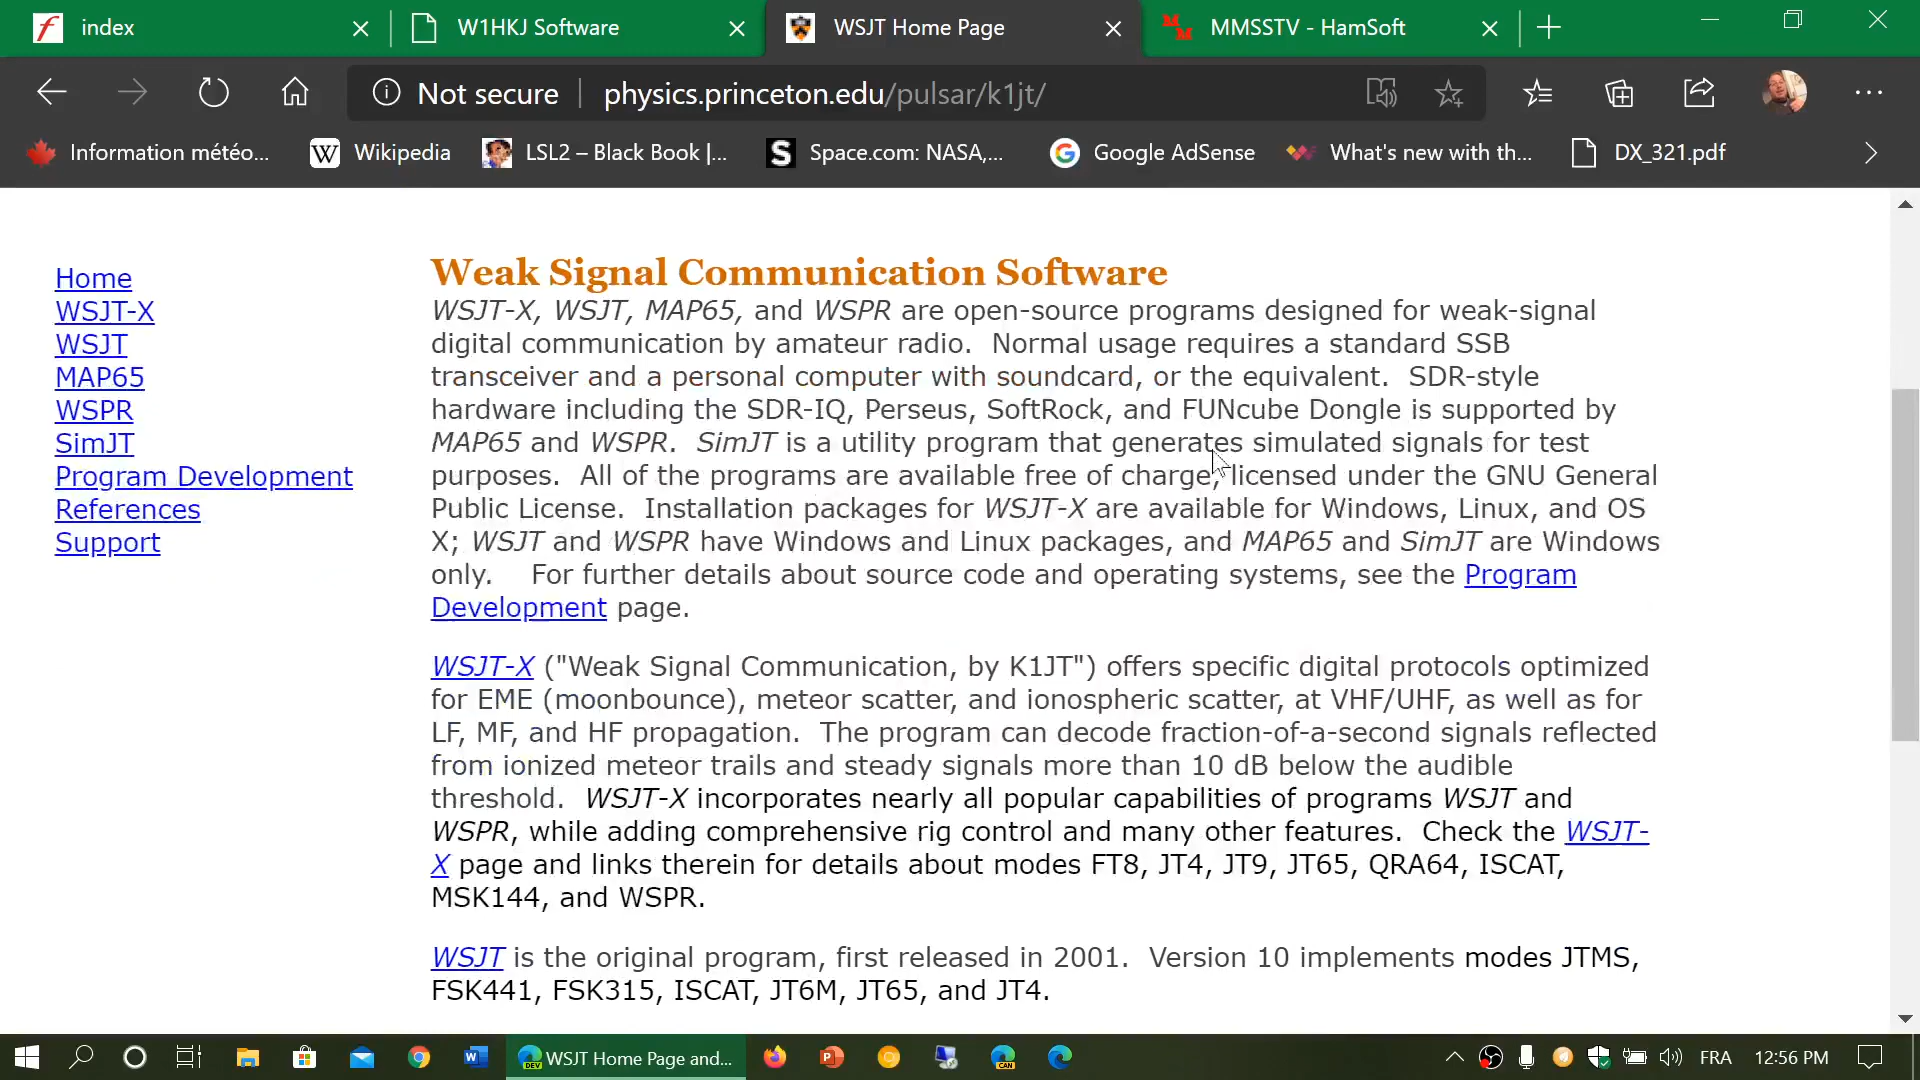 index
W1HKJ Software
WSJT Home Page
MMSSTV - HamSoft
Not secure
physics.princeton.edu/pulsar/k1jt/
Information météo...
W Wikipedia
LSL2 – Black Book |...
S Space.com: NASA,...
G Google AdSense
What's new with th...
DX_321.pdf
Home
WSJT-X
WSJT
MAP65
WSPR
SimJT
Program Development
References
Support
Weak Signal Communication Software
WSJT-X, WSJT, MAP65, and WSPR are open-source programs designed for weak-signal
digital communication by amateur radio. Normal usage requires a standard SSB
transceiver and a personal computer with soundcard, or the equivalent. SDR-style
hardware including the SDR-IQ, Perseus, SoftRock, and FUNcube Dongle is supported by
MAP65 and WSPR. SimJT is a utility program that generates simulated signals for test
purposes. All of the programs are available free of charge, licensed under the GNU General
Public License. Installation packages for WSJT-X are available for Windows, Linux, and OS
X; WSJT and WSPR have Windows and Linux packages, and MAP65 and SimJT are Windows
only. For further details about source code and operating systems, see the Program
Development page.
WSJT-X ("Weak Signal Communication, by K1JT") offers specific digital protocols optimized
for EME (moonbounce), meteor scatter, and ionospheric scatter, at VHF/UHF, as well as for
LF, MF, and HF propagation. The program can decode fraction-of-a-second signals reflected
from ionized meteor trails and steady signals more than 10 dB below the audible
threshold. WSJT-X incorporates nearly all popular capabilities of programs WSJT and
WSPR, while adding comprehensive rig control and many other features. Check the WSJT-
X page and links therein for details about modes FT8, JT4, JT9, JT65, QRA64, ISCAT,
MSK144, and WSPR.
WSJT is the original program, first released in 2001. Version 10 implements modes JTMS,
FSK441, FSK315, ISCAT, JT6M, JT65, and JT4.
DEV
WSJT Home Page and...
CAN
FRA
12:56 PM